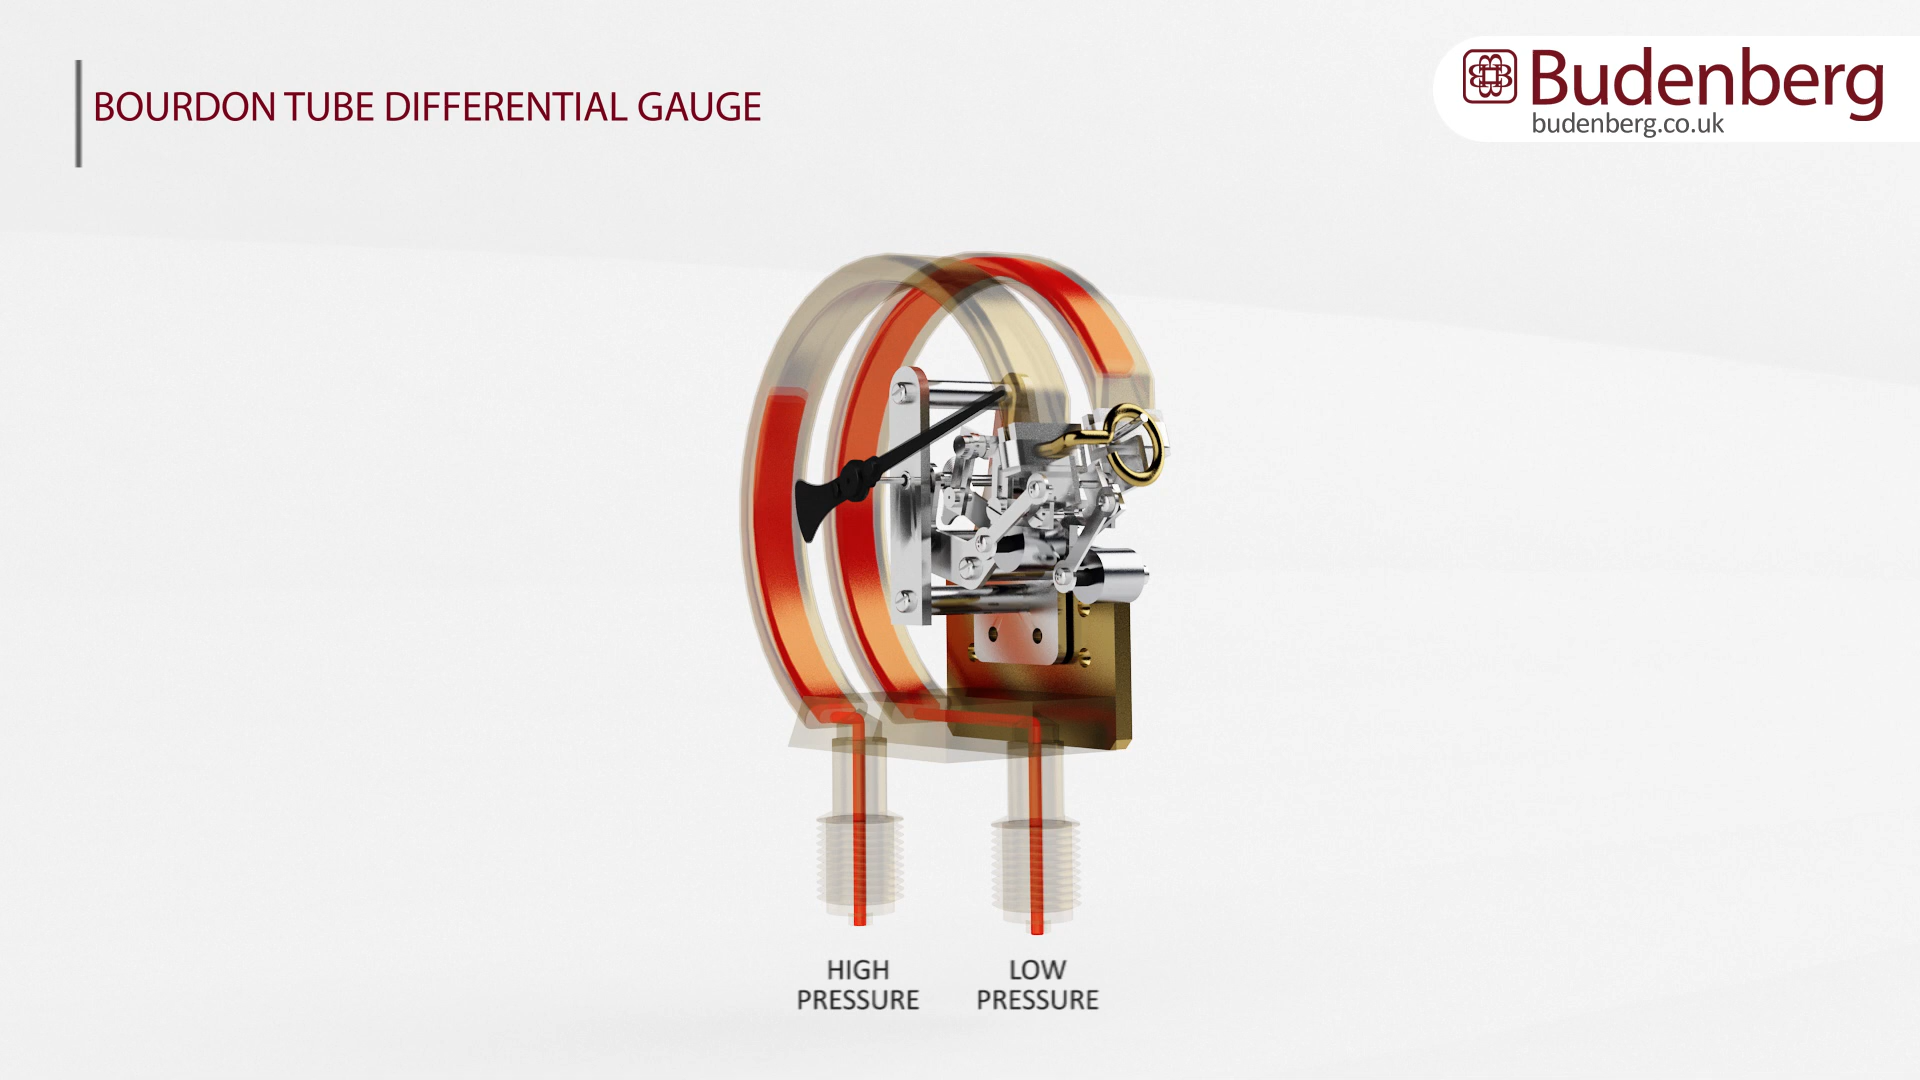 BOURDON TUBE DIFFERENTIAL GAUGE
Budenberg
budenberg.co.uk
HIGH
PRESSURE
LOW
PRESSURE